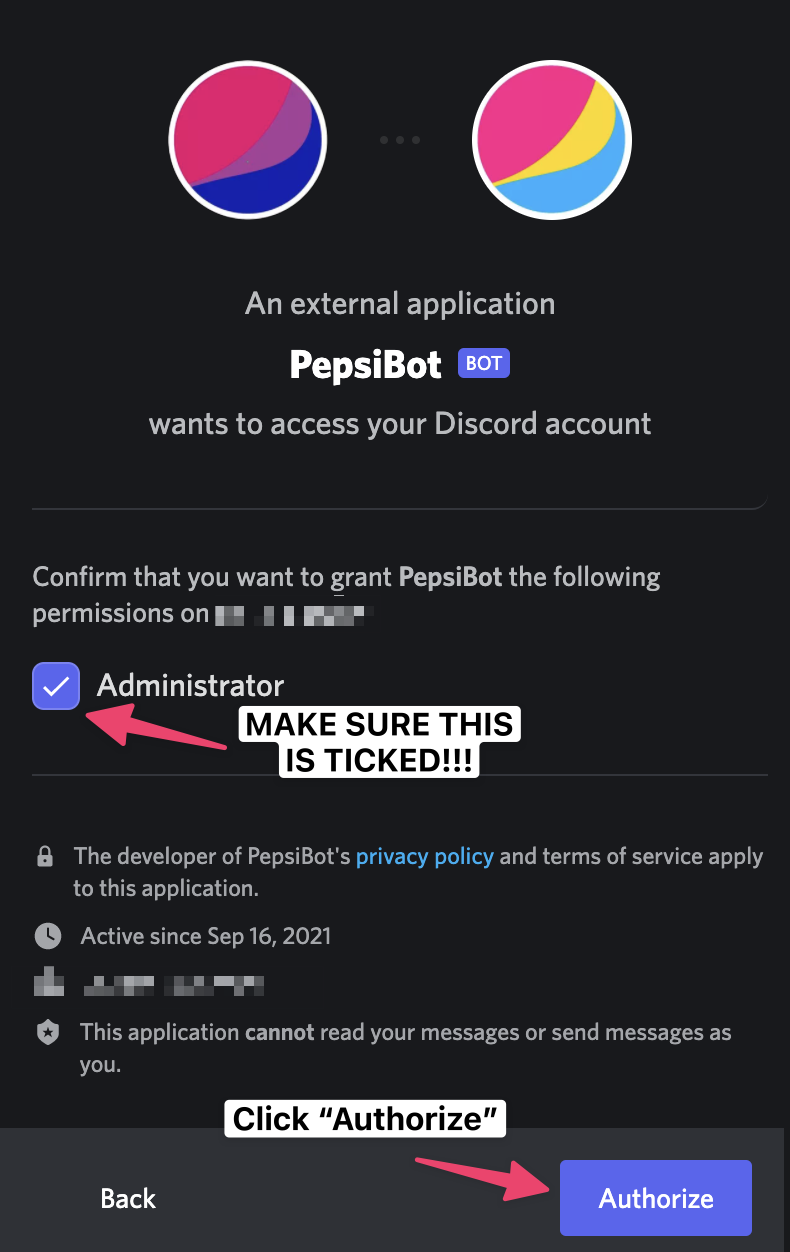 An external application
PepsiBot BOT
wants to access your Discord account
Confirm that you want to grant PepsiBot the following
permissions on
Administrator
MAKE SURE THIS
IS TICKED!!!
The developer of PepsiBot's privacy policy and terms of service apply
to this application.
Active since Sep 16, 2021
This application cannot read your messages or send messages as
you.
Click “Authorize”
Back
Authorize